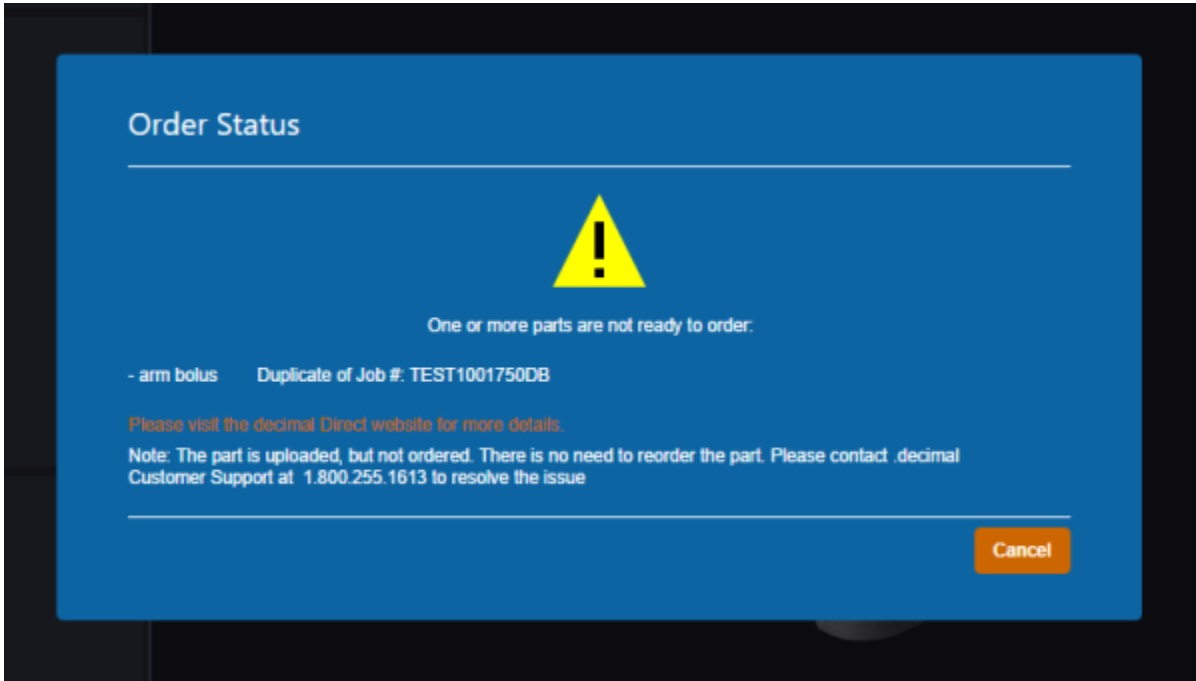 Order Status
!
One or more parts are not ready to order:
- arm bolus Duplicate of Job #: TEST1001750DB
Please visit the decimal Direct website for more details.
Note: The part is uploaded, but not ordered. There is no need to reorder the part. Please contact .decimal
Customer Support at 1.800.255.1613 to resolve the issue
Cancel